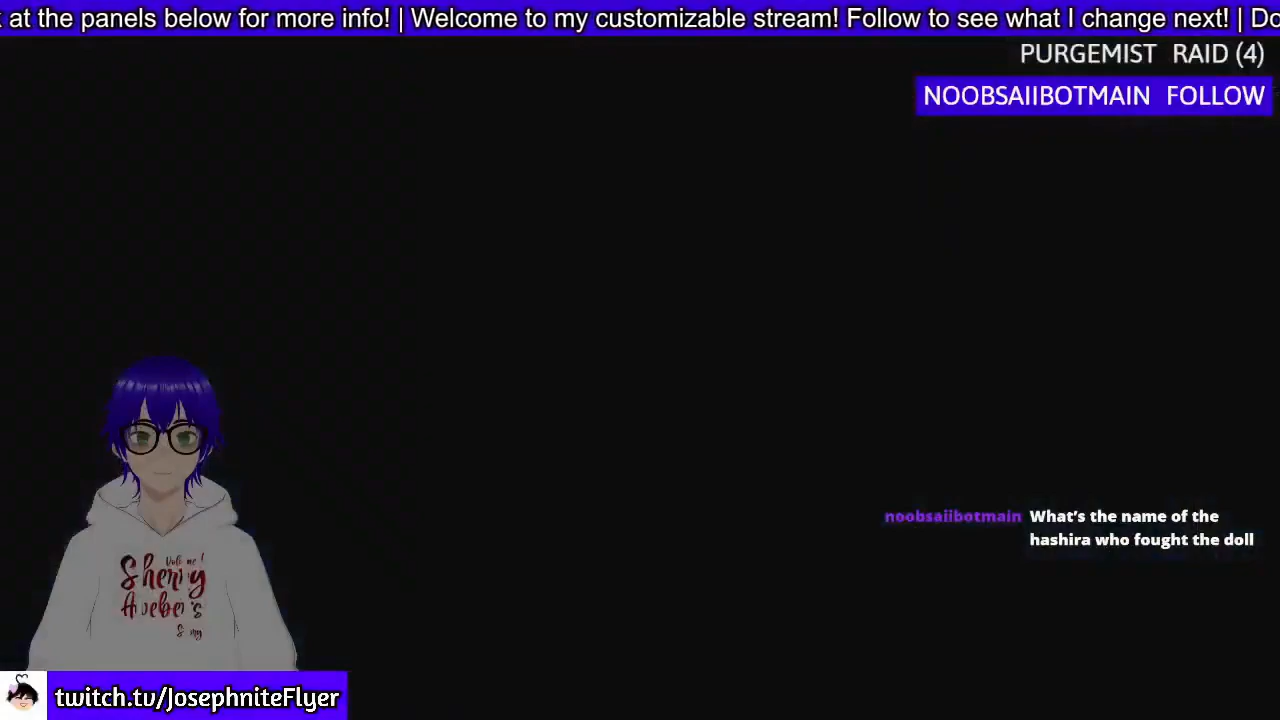 at the panels below for more info! | Welcome to my customizable stream! Follow to see what I change next! |
PURGEMIST RAID (4)
NOOBSAIIBOTMAIN FOLLOW
noobsaiibotmain What's the name of the
hashira who fought the doll
Sherry
twitch.tv/JosephniteFlyer